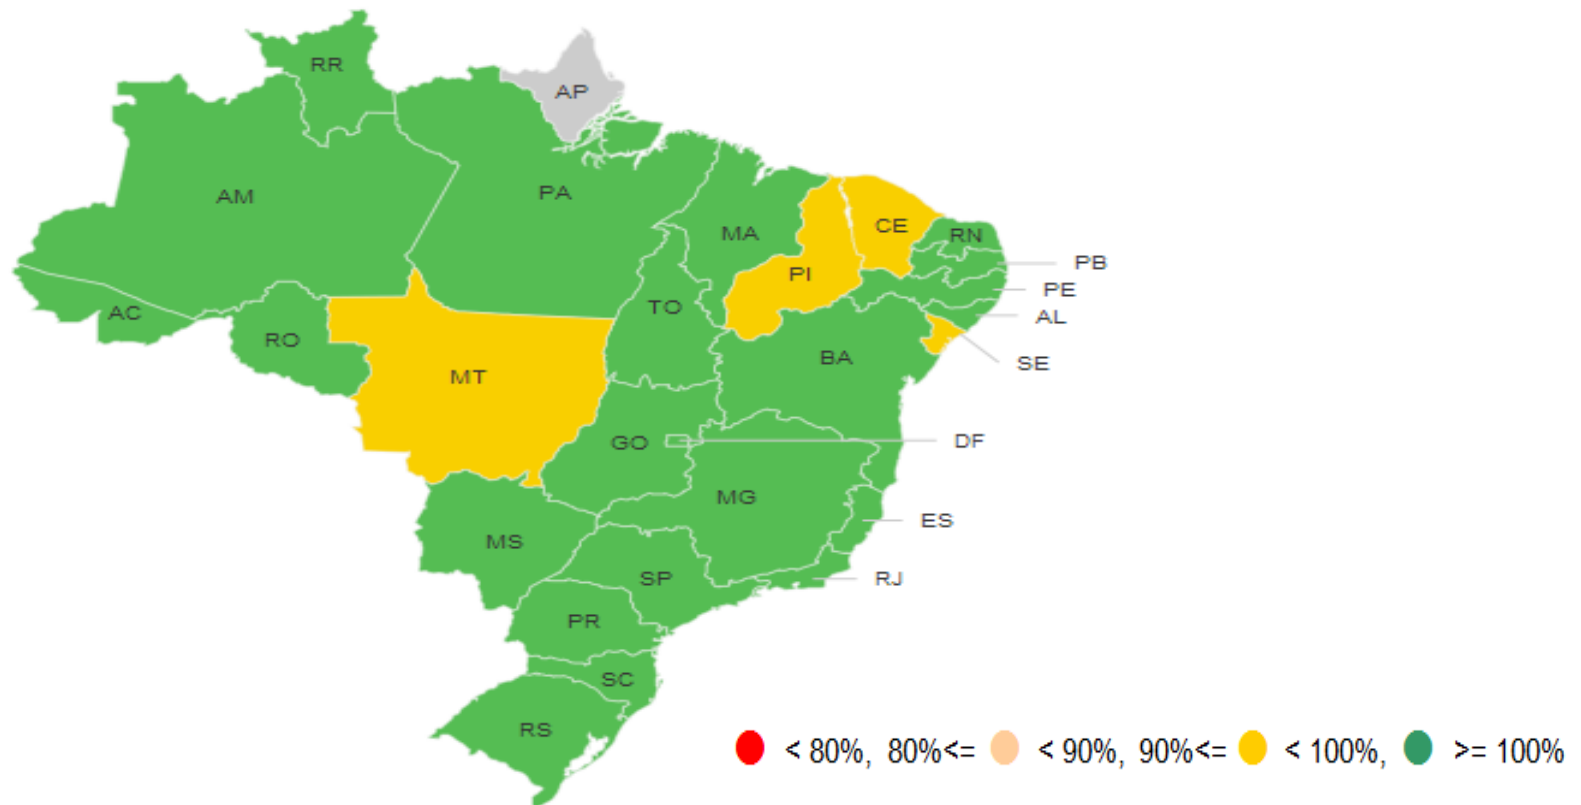 RR
AP
AM
PA
MA
CE
RN
PB
PI
PE
TO
AC
AL
RO
BA
SE
MT
GO
DF
MG
ES
MS
SP
RJ
PR
SC
RS
< 80%, 80%<= < 90%, 90%<= < 100%, >= 100%